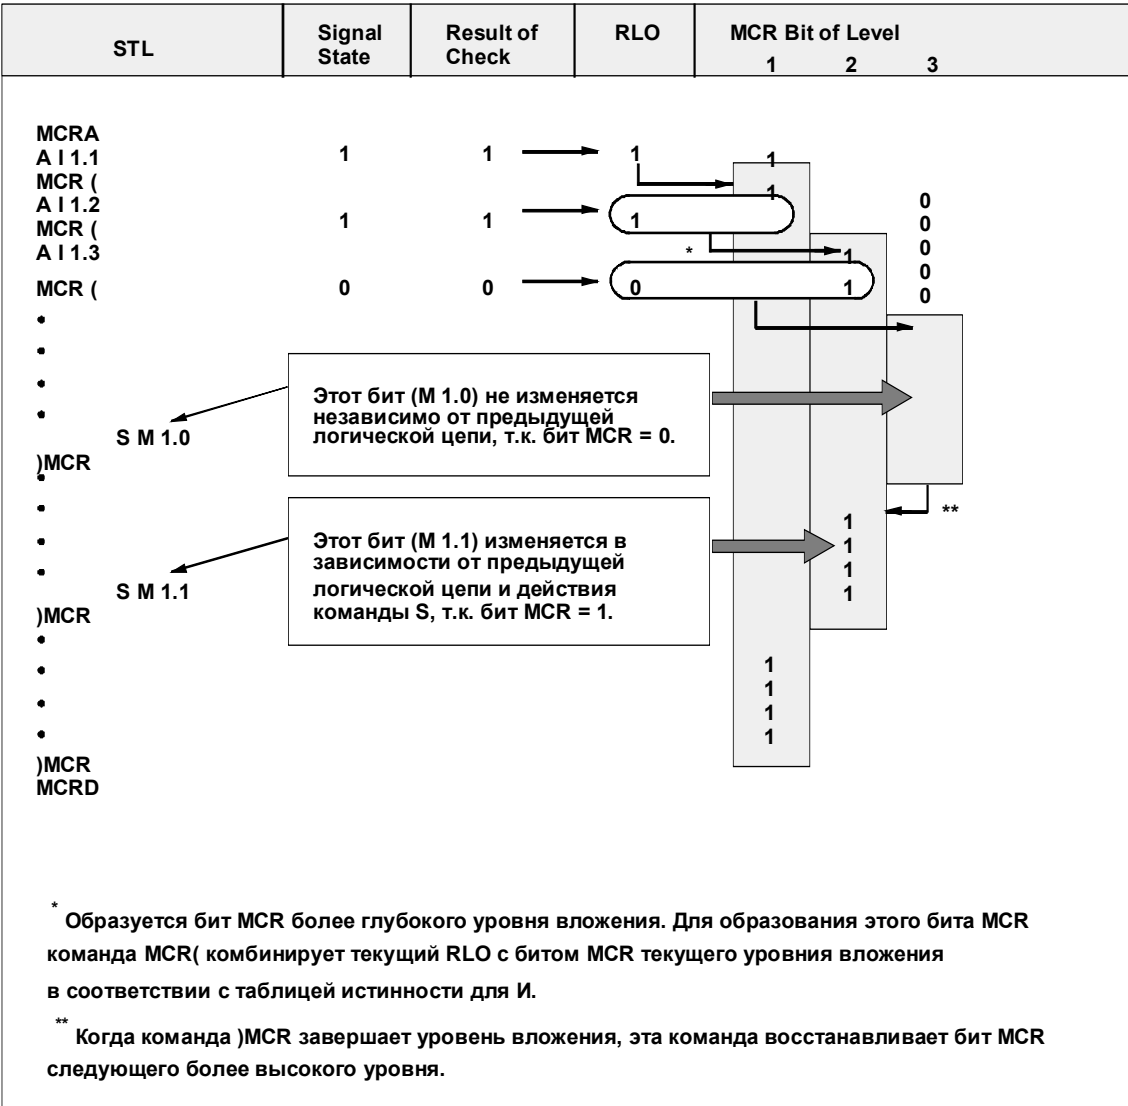 STL Signal State Result of Check RLO MCR Bit of Level
1 2 3
MCRA
A I 1.1 1 1 1 1
MCR ( 1
A I 1.2 0
MCR ( 1 1 1 0
A I 1.3 * 1 0
0
MCR ( 0 0 0 1 0
Этот бит (M 1.0) не изменяется
независимо от предыдущей
логической цепи, т.к. бит MCR = 0.
S M 1.0
)MCR
**
1
Этот бит (M 1.1) изменяется в 1
зависимости от предыдущей
логической цепи и действия 1
S M 1.1 1
команды S, т.к. бит MCR = 1.
)MCR
1
1
1
1
)MCR
MCRD
* Образуется бит MCR более глубокого уровня вложения. Для образования этого бита MCR
команда MCR( комбинирует текущий RLO с битом MCR текущего уровния вложения
в соответствии с таблицей истинности для И.
** Когда команда )MCR завершает уровень вложения, эта команда восстанавливает бит MCR
следующего более высокого уровня.